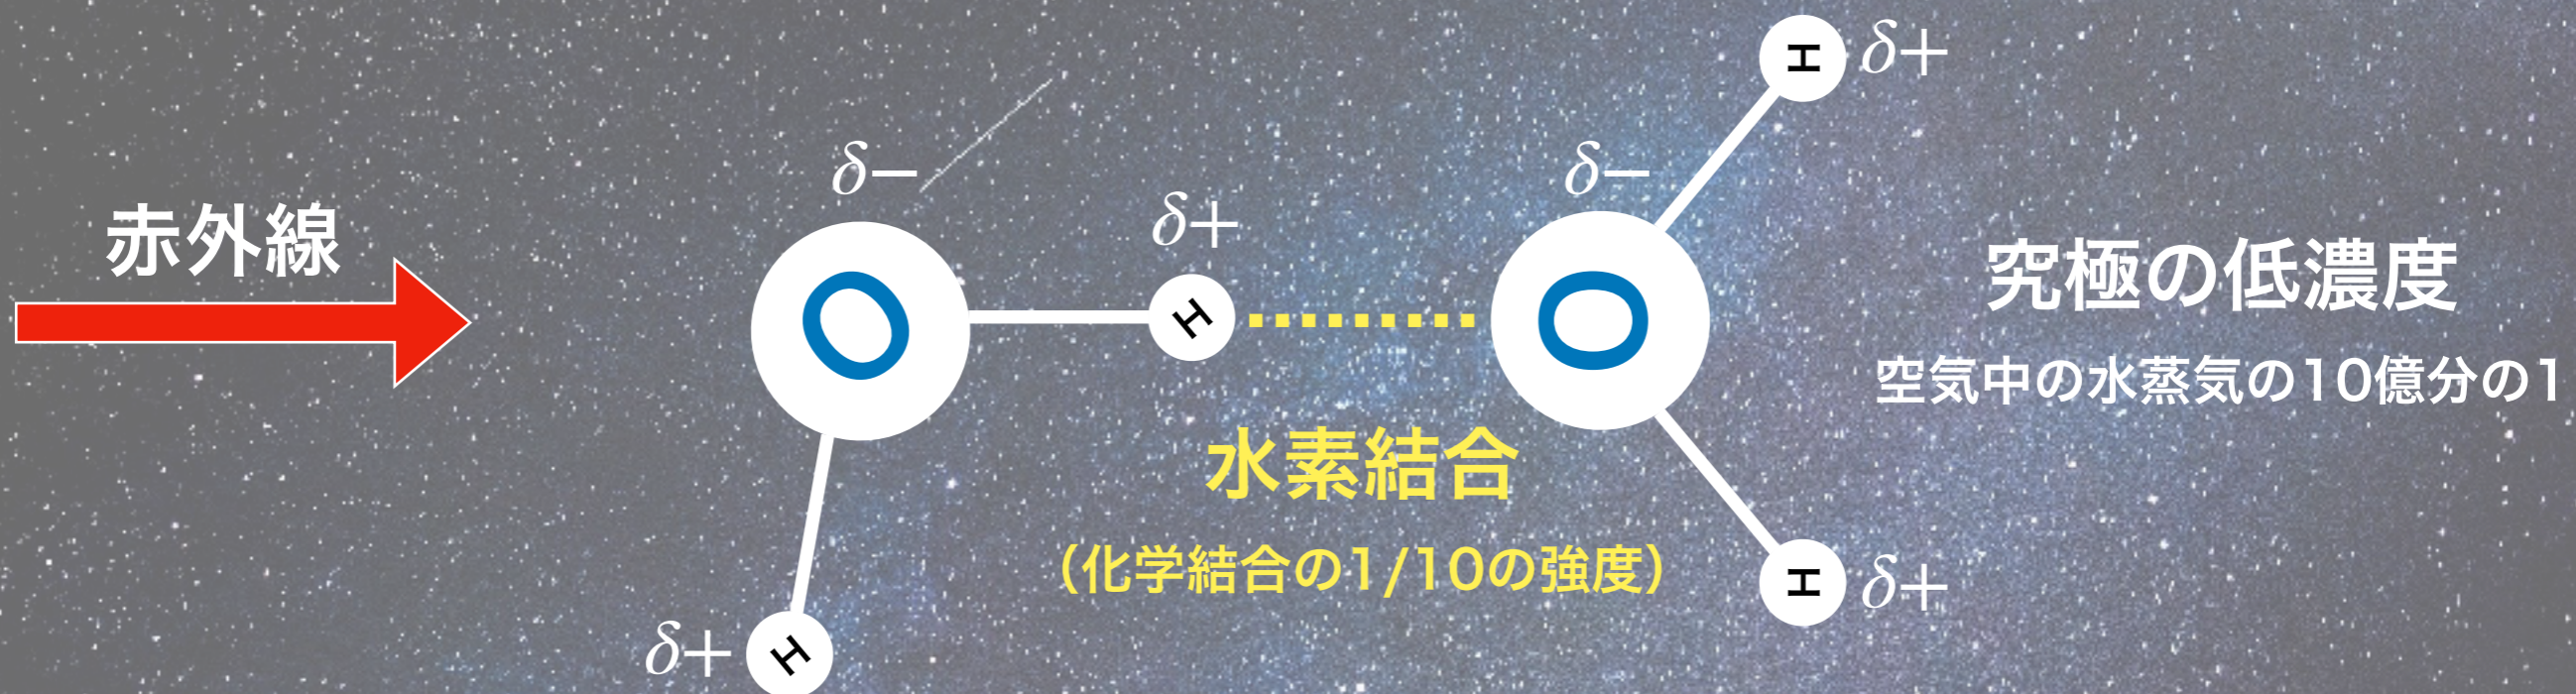 赤外線
δ−
O
δ+
H
δ+
H
水素結合
（化学結合の1/10の強度）
δ−
O
H
δ+
H
δ+
究極の低濃度
空気中の水蒸気の10億分の1